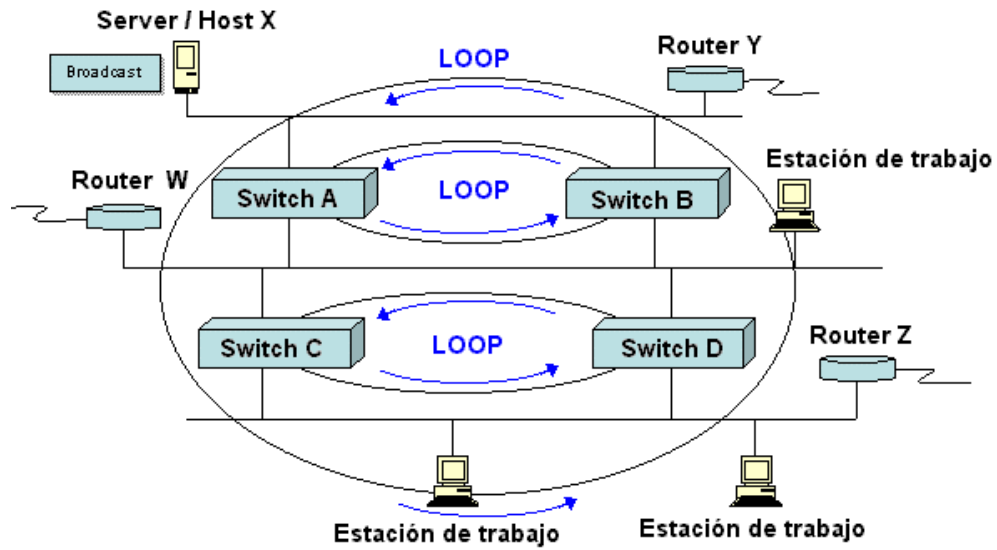 Server / Host X
Broadcast
LOOP
Router Y
Estación de trabajo
Router W
Switch A
LOOP
Switch B
Switch C
LOOP
Switch D
Router Z
Estación de trabajo
Estación de trabajo